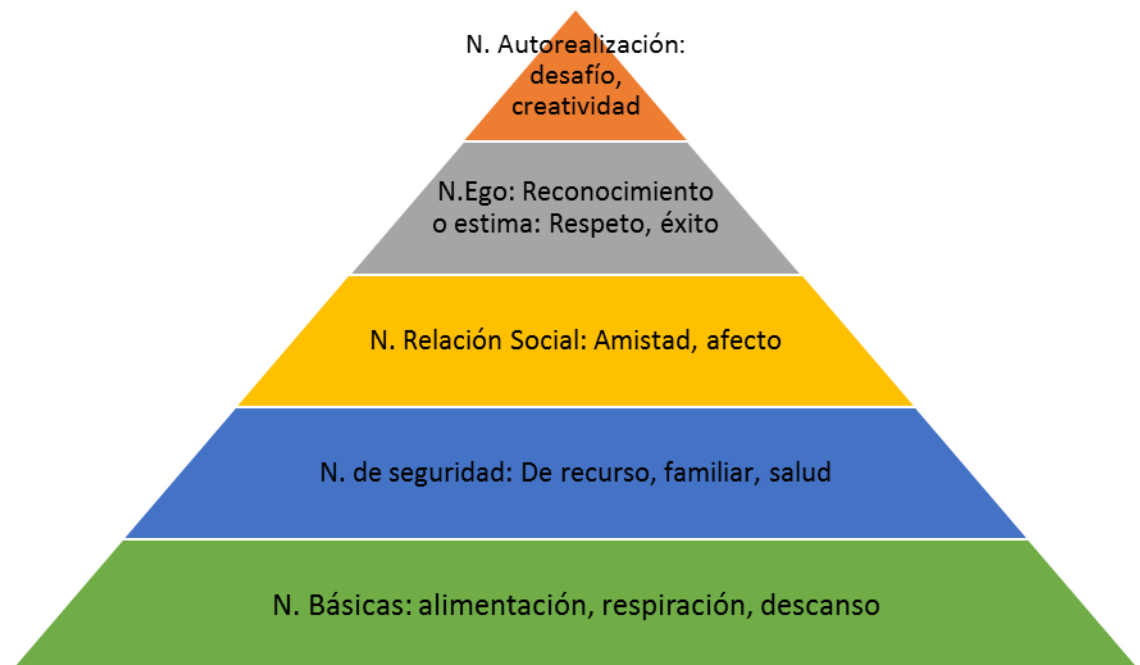 N. Autorealización:
desafío,
creatividad
N.Ego: Reconocimiento
o estima: Respeto, éxito
N. Relación Social: Amistad, afecto
N. de seguridad: De recurso, familiar, salud
N. Básicas: alimentación, respiración, descanso